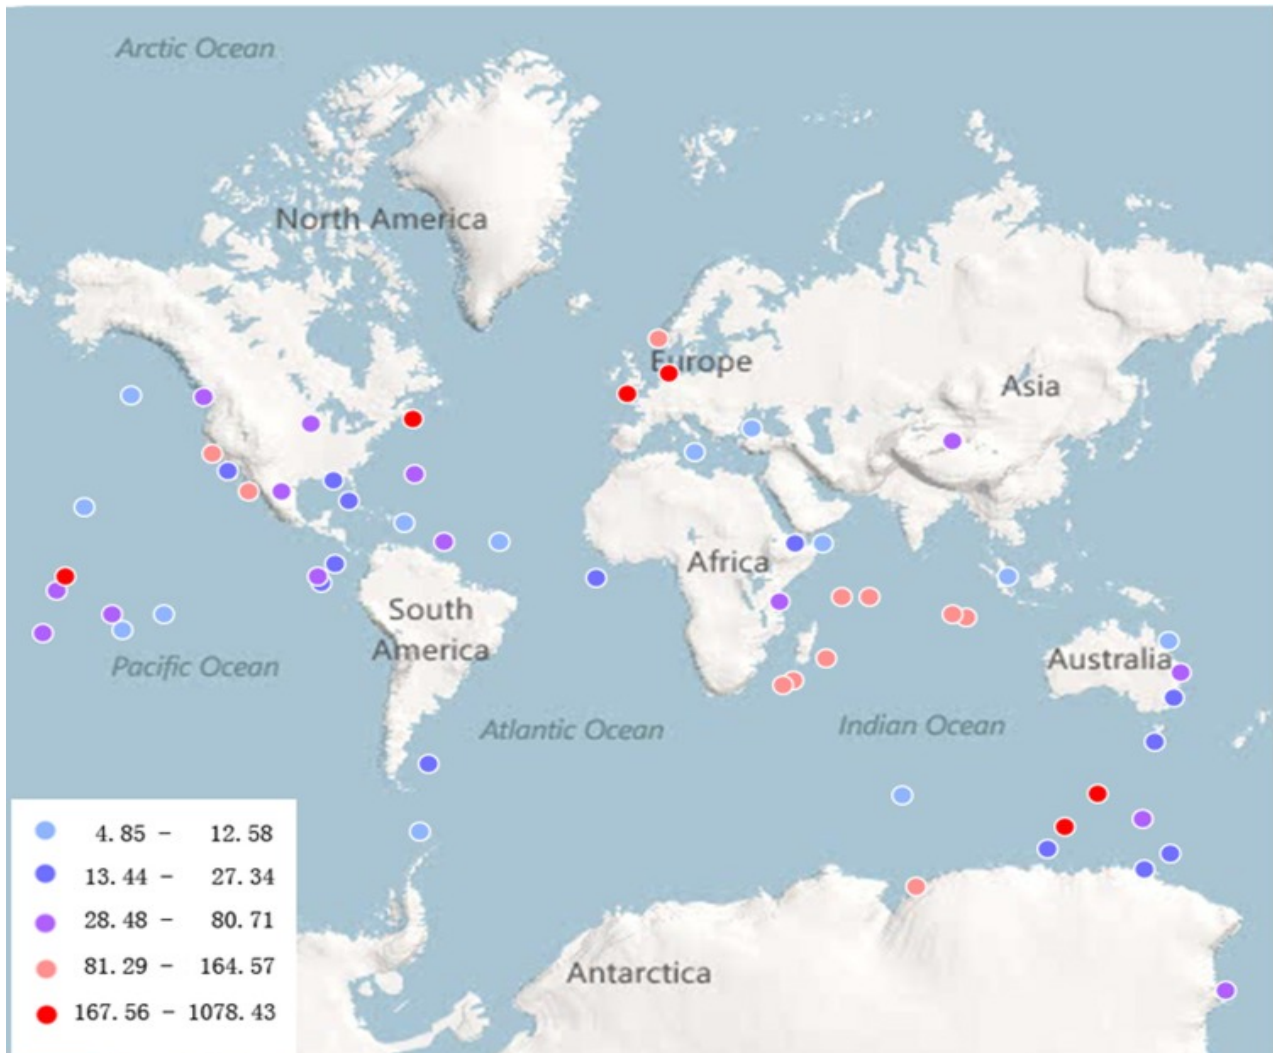 Arctic Ocean
North America
Europe
Asia
Africa
South
America
Pacific Ocean
Australia
Atlantic Ocean
Indian Ocean
4.85 - 12.58
13.44 - 27.34
28.48 - 80.71
81.29 - 164.57
167.56 - 1078.43
Antarctica